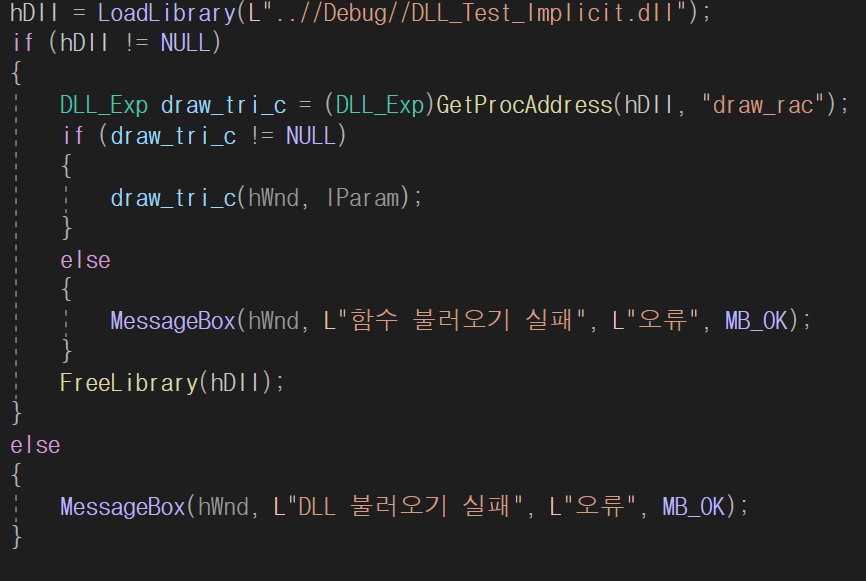 hDll = LoadLibrary(L"..//Debug//DLL_Test_Implicit.dll");
if (hDll != NULL)
{
DLL_Exp draw_tri_c = (DLL_Exp)GetProcAddress(hDll, "draw_rac");
if (draw_tri_c != NULL)
{
draw_tri_c(hWnd, lParam);
}
else
{
MessageBox(hWnd, L"함수 불러오기 실패", L"오류", MB_OK);
}
FreeLibrary(hDll);
}
else
{
MessageBox(hWnd, L"DLL 불러오기 실패", L"오류", MB_OK);
}